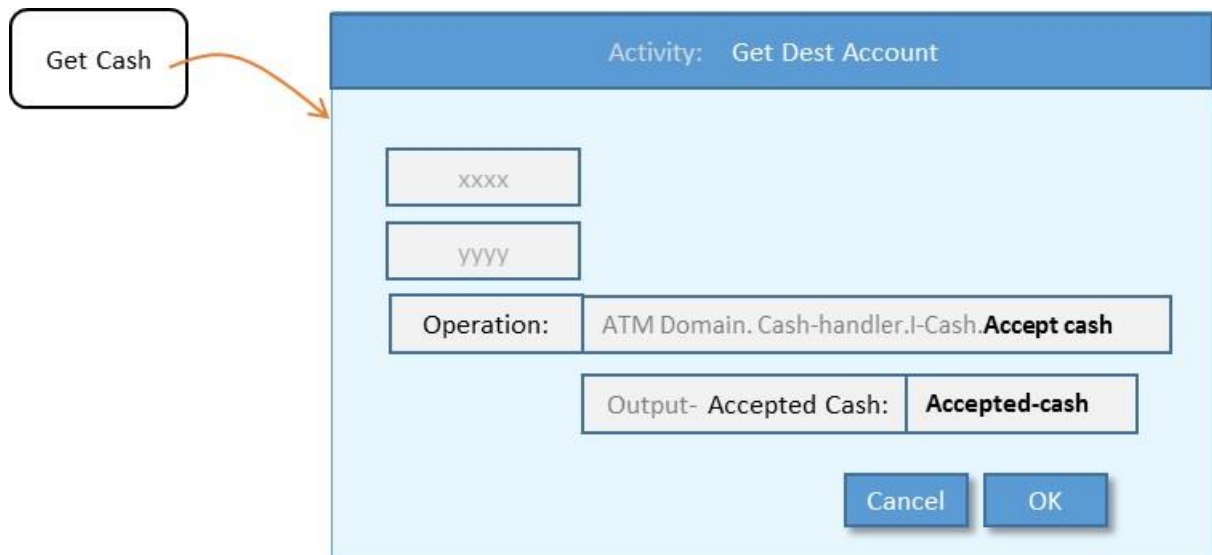 Get Cash
Activity: Get Dest Account
xxxx
yyyy
Operation: ATM Domain. Cash-handler.I-Cash.Accept cash
Output- Accepted Cash: Accepted-cash
Cancel OK